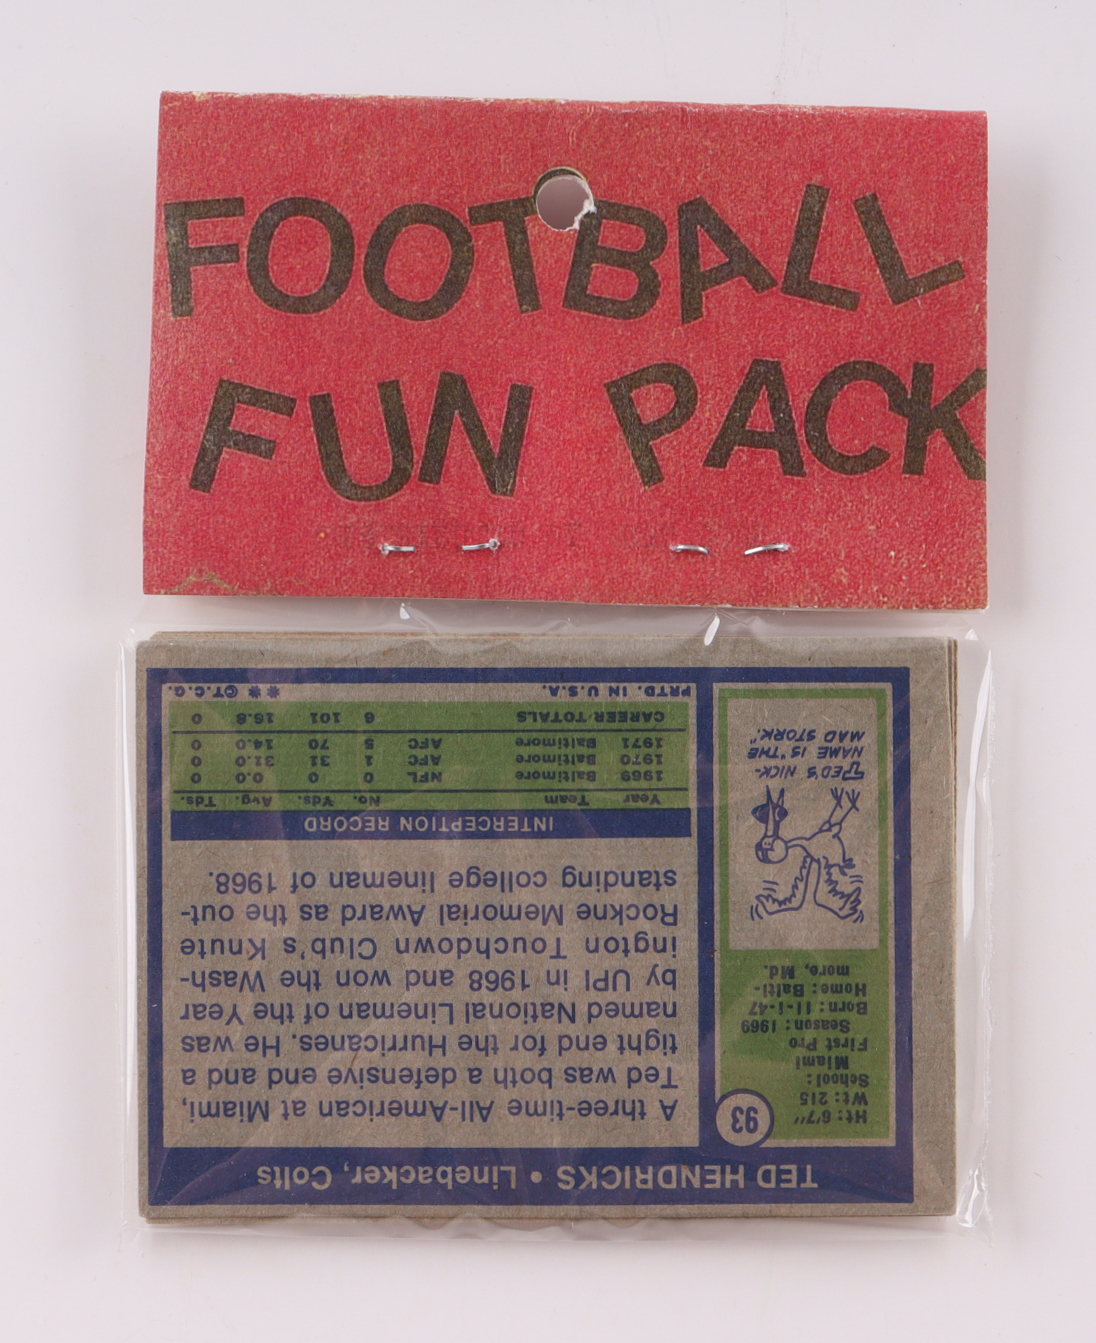 FOOTBALL
FUN PACK
TED HENDRICKS • Linebacker, Colts
93
Ht: 6'7"
Wt: 215
School:
Miami
First Pro
Season: 1969
Born: 11-1-47
Home: Balti-
more, Md.
TED'S NICK-
NAME IS "THE
MAD STORK."
A three-time All-American at Miami,
Ted was both a defensive end and a
tight end for the Hurricanes. He was
named National Lineman of the Year
by UPI in 1968 and won the Wash-
ington Touchdown Club's Knute
Rockne Memorial Award as the out-
standing college lineman of 1968.
INTERCEPTION RECORD
Year Team No. Yds. Avg. Tds.
1969 Baltimore NFL 0 0 0.0 0
1970 Baltimore AFC 1 31 31.0 0
1971 Baltimore AFC 5 70 14.0 0
CAREER TOTALS 6 101 16.8 0
PRTD. IN U.S.A. * * ©T.C.G.